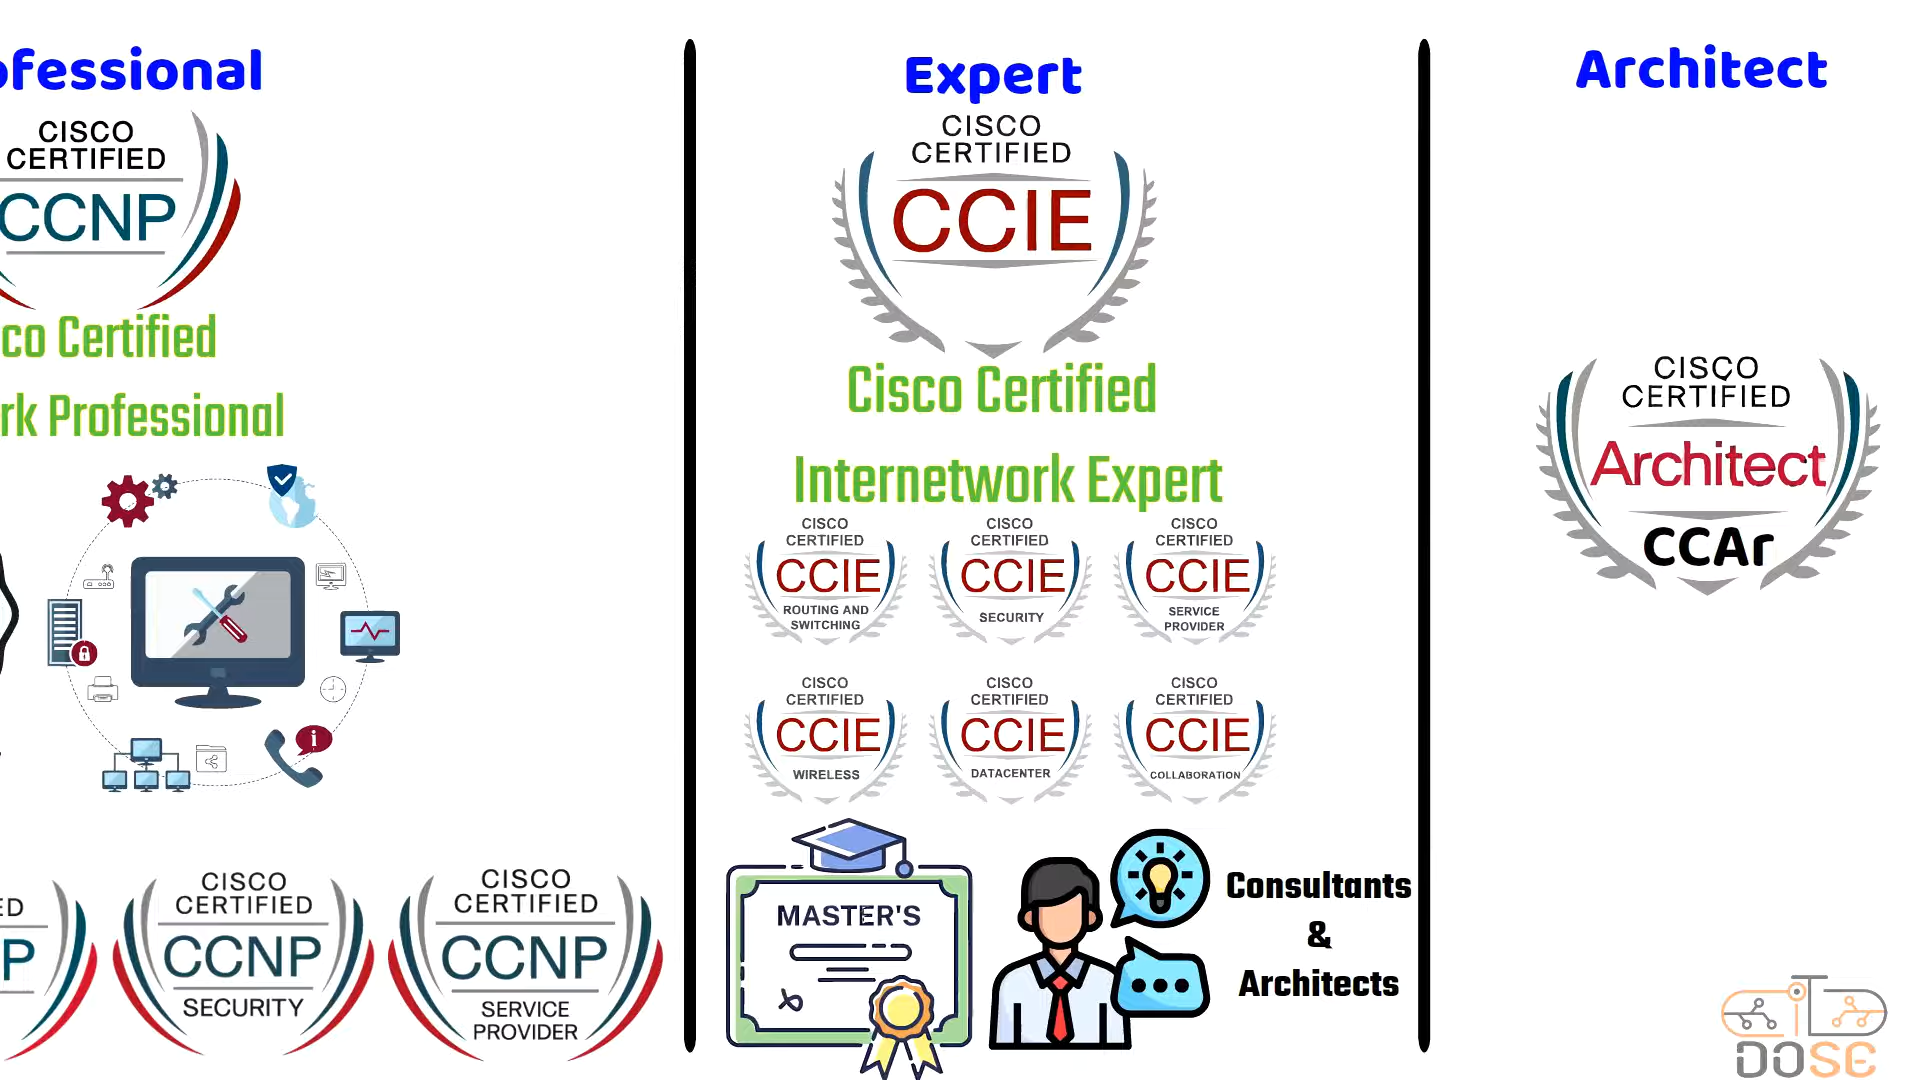 ofessional
CISCO
CERTIFIED
CCNP
co Certified
rk Professional
ED
P
CISCO
CERTIFIED
CCNP
SECURITY
CISCO
CERTIFIED
CCNP
SERVICE
PROVIDER
Expert
CISCO
CERTIFIED
CCIE
Cisco Certified
Internetwork Expert
CISCO
CERTIFIED
CCIE
ROUTING AND
SWITCHING
CISCO
CERTIFIED
CCIE
SECURITY
CISCO
CERTIFIED
CCIE
SERVICE
PROVIDER
CISCO
CERTIFIED
CCIE
WIRELESS
CISCO
CERTIFIED
CCIE
DATACENTER
CISCO
CERTIFIED
CCIE
COLLABORATION
MASTER'S
Consultants
&
Architects
Architect
CISCO
CERTIFIED
Architect
CCAr
iT
DOSE